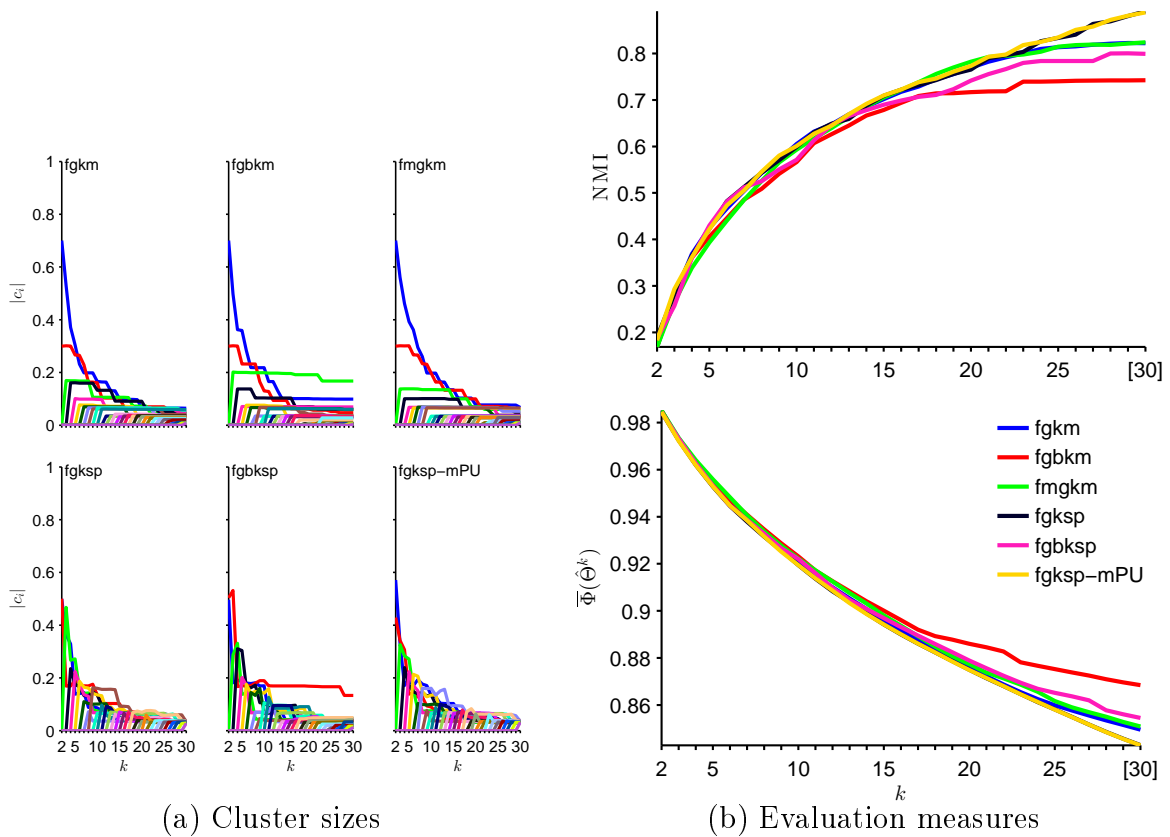 fgkm
fgbkm
fmgkm
1
0.8
0.6
0.4
0.2
0
|c_i|
fgksp
fgbksp
fgksp−mPU
1
0.8
0.6
0.4
0.2
0
|c_i|
2 5 10 15 20 25 30
2 5 10 15 20 25 30
2 5 10 15 20 25 30
k
k
k
(a) Cluster sizes
0.8
0.7
0.6
0.5
0.4
0.3
0.2
NMI
2 5 10 15 20 25 [30]
0.98
0.96
0.94
0.92
0.9
0.88
0.86
\overline{Φ}(\hat{Θ}^k)
fgkm
fgbkm
fmgkm
fgksp
fgbksp
fgksp−mPU
2 5 10 15 20 25 [30]
k
(b) Evaluation measures